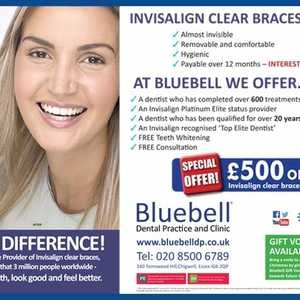 INVISALIGN CLEAR BRACES
✓ Almost invisible
✓ Removable and comfortable
✓ Hygienic
✓ Payable over 12 months – INTEREST
AT BLUEBELL WE OFFER.
✓ A dentist who has completed over 600 treatments
✓ An Invisalign Platinum Elite status provider
✓ A dentist who has been qualified for over 20 years
✓ An Invisalign recognised 'Top Elite Dentist'
✓ FREE Teeth Whitening
✓ FREE Consultation
SPECIAL
OFFER!
£500 o
Invisalign clear brace
DIFFERENCE!
Provider of Invisalign clear braces,
that 3 million people worldwide -
th, look good and feel better.
Bluebell
Dental Practice and Clinic
www.bluebelldp.co.uk
Tel: 020 8500 6789
You Tube
GIFT VO
AVAILA